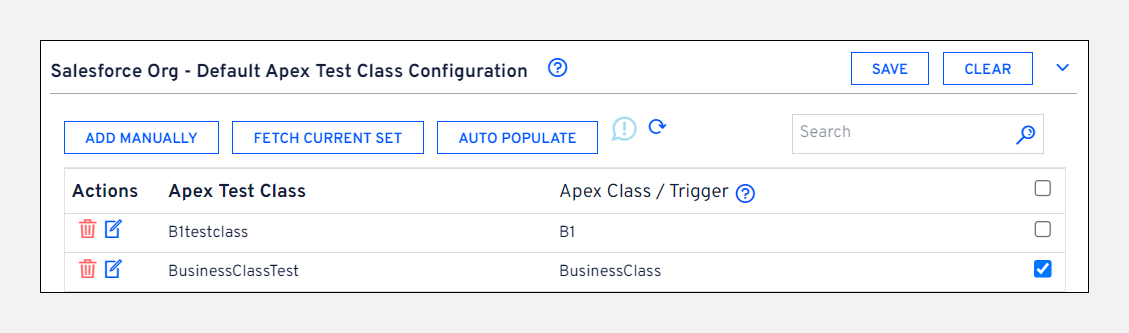 Salesforce Org - Default Apex Test Class Configuration ? SAVE CLEAR
ADD MANUALLY FETCH CURRENT SET AUTO POPULATE ! Search
Actions Apex Test Class Apex Class / Trigger ?
B1testclass B1
BusinessClassTest BusinessClass